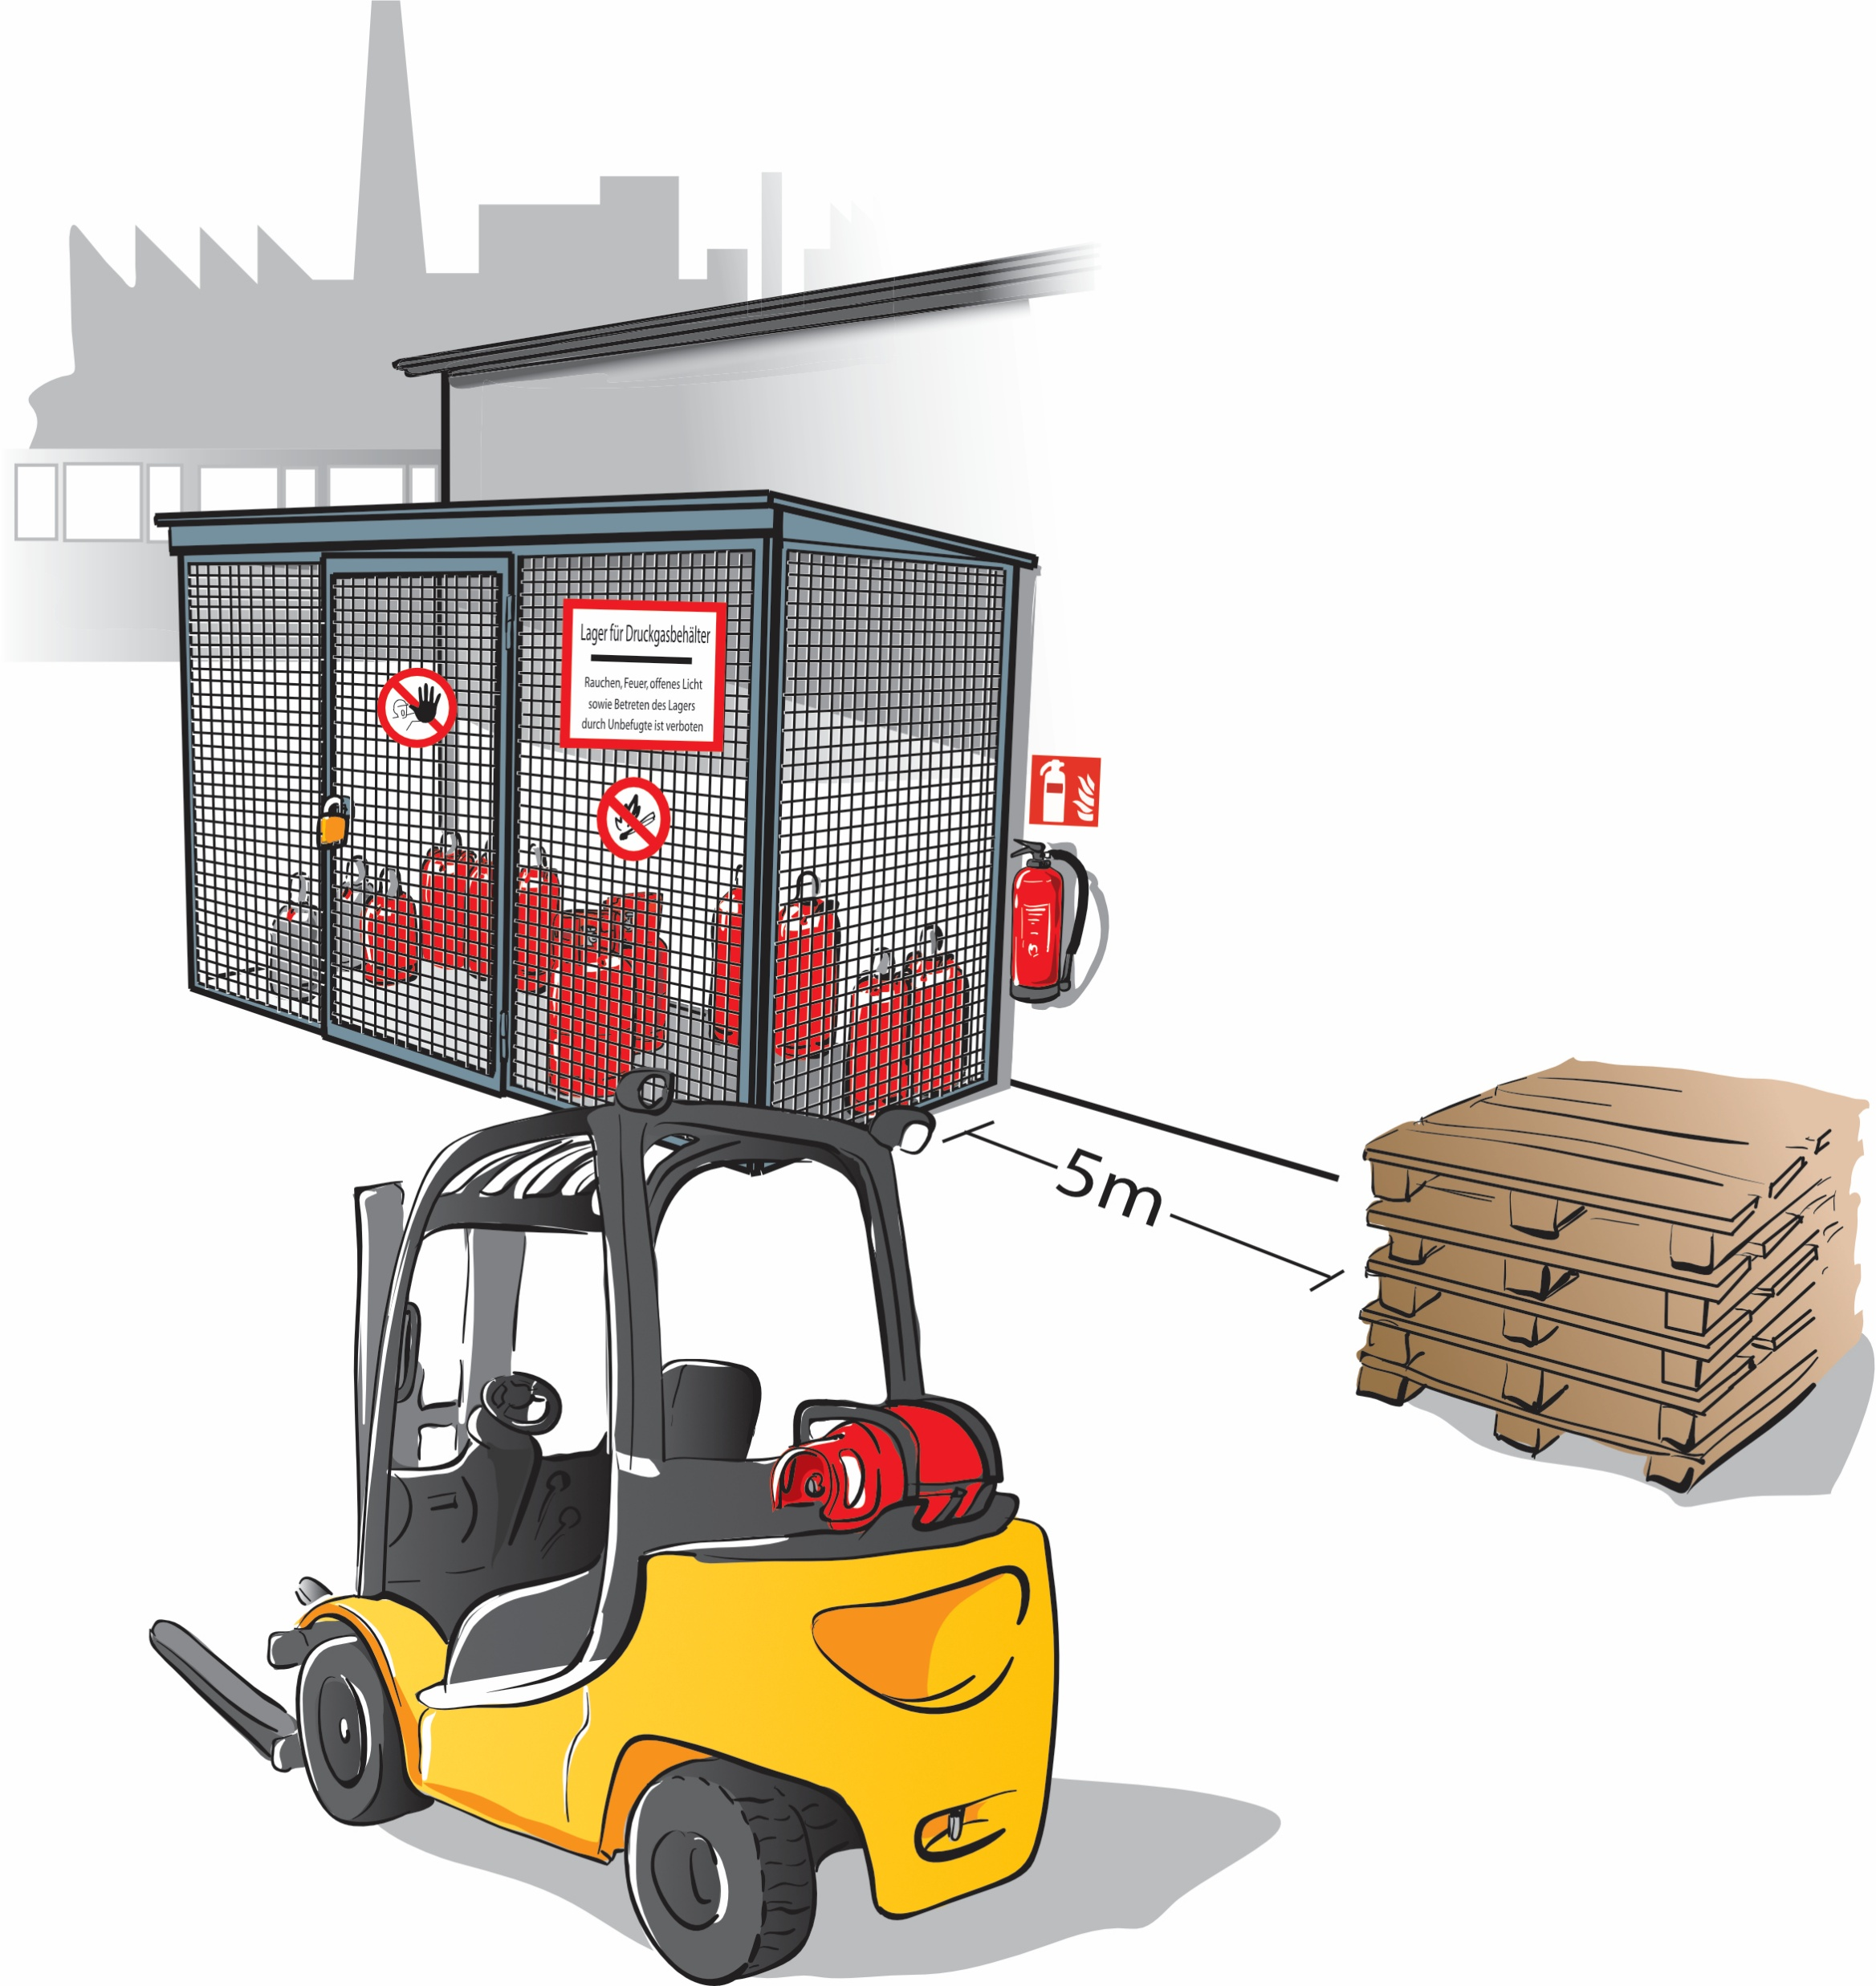 Lager für Druckgasbehälter
Rauchen, Feuer, offenes Licht
sowie Betreten des Lagers
durch Unbefugte ist verboten
5m